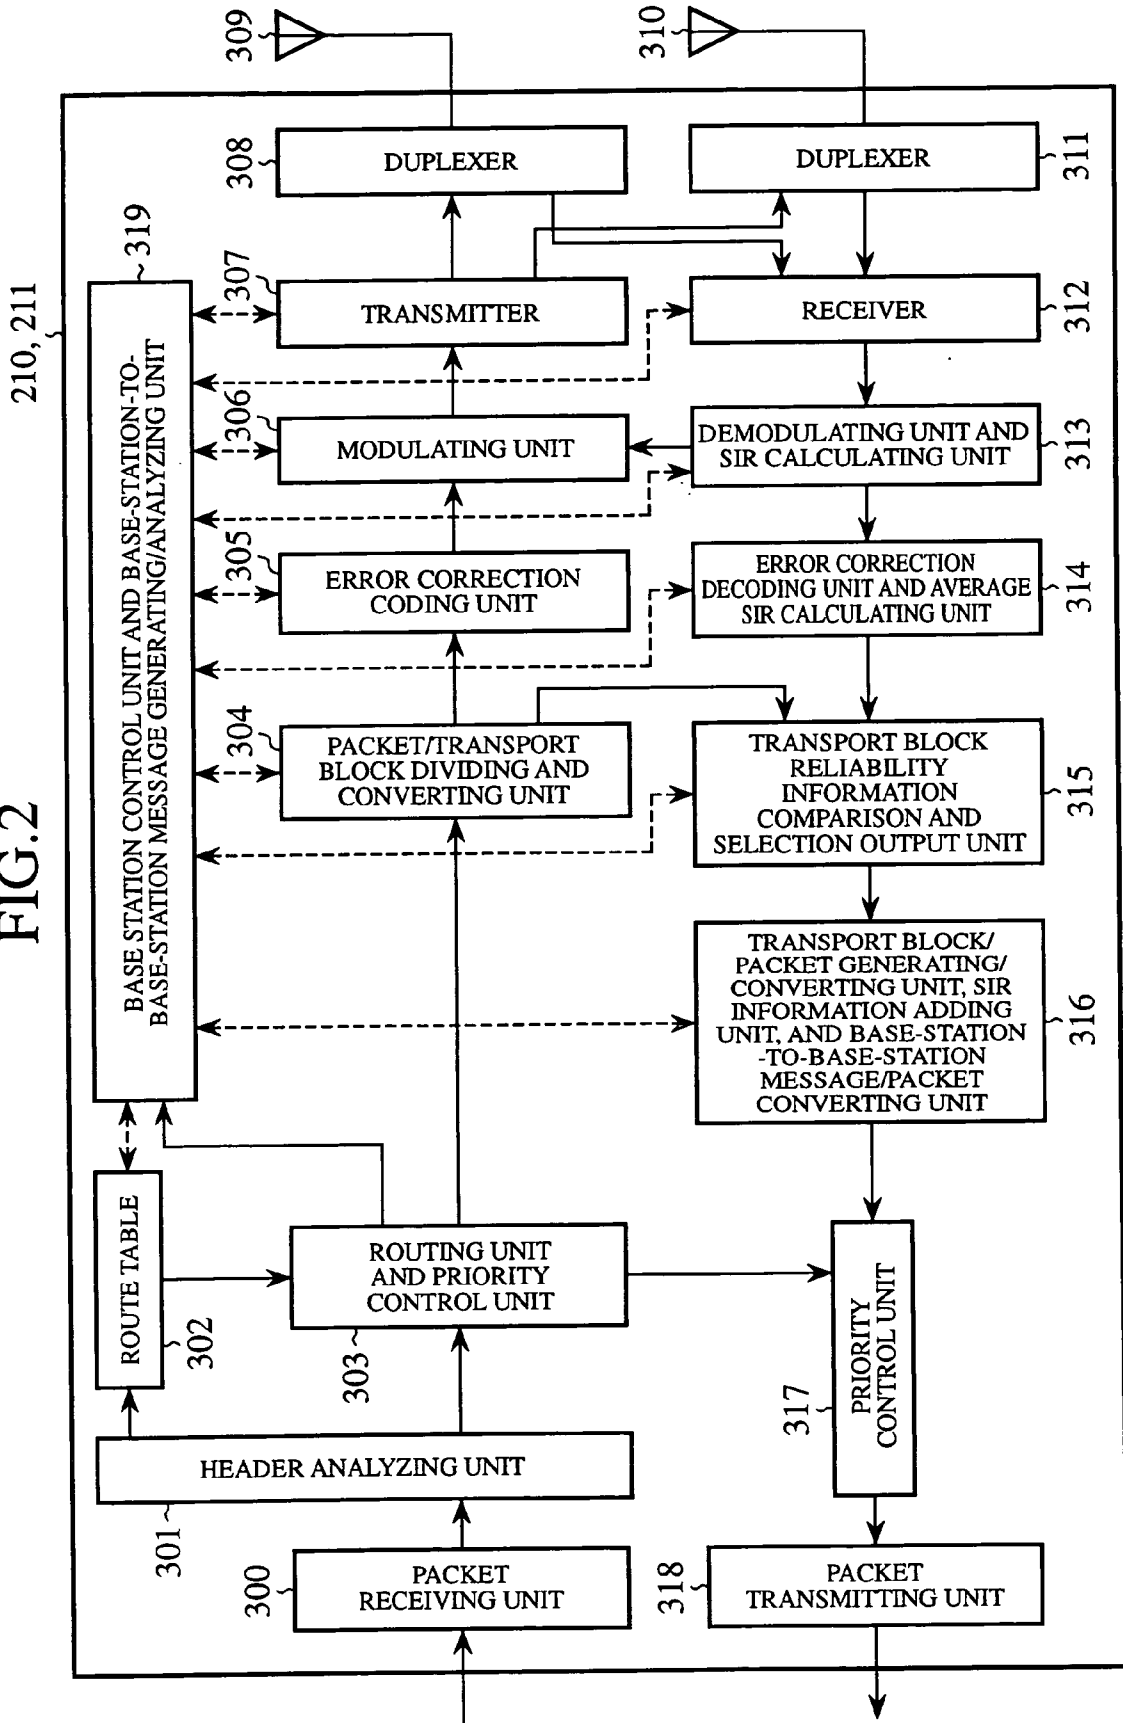 FIG.2
210, 211
BASE STATION CONTROL UNIT AND BASE-STATION-TO-
BASE-STATION MESSAGE GENERATING/ANALYZING UNIT
319
ROUTE TABLE
302
PACKET
RECEIVING UNIT
300
HEADER ANALYZING UNIT
301
ROUTING UNIT
AND PRIORITY
CONTROL UNIT
303
PACKET/TRANSPORT
BLOCK DIVIDING AND
CONVERTING UNIT
304
ERROR CORRECTION
CODING UNIT
305
MODULATING UNIT
306
TRANSMITTER
307
DUPLEXER
308
309
310
DUPLEXER
311
RECEIVER
312
DEMODULATING UNIT AND
SIR CALCULATING UNIT
313
ERROR CORRECTION
DECODING UNIT AND AVERAGE
SIR CALCULATING UNIT
314
TRANSPORT BLOCK
RELIABILITY
INFORMATION
COMPARISON AND
SELECTION OUTPUT UNIT
315
TRANSPORT BLOCK/
PACKET GENERATING/
CONVERTING UNIT, SIR
INFORMATION ADDING
UNIT, AND BASE-STATION
-TO-BASE-STATION
MESSAGE/PACKET
CONVERTING UNIT
316
PRIORITY
CONTROL UNIT
317
PACKET
TRANSMITTING UNIT
318